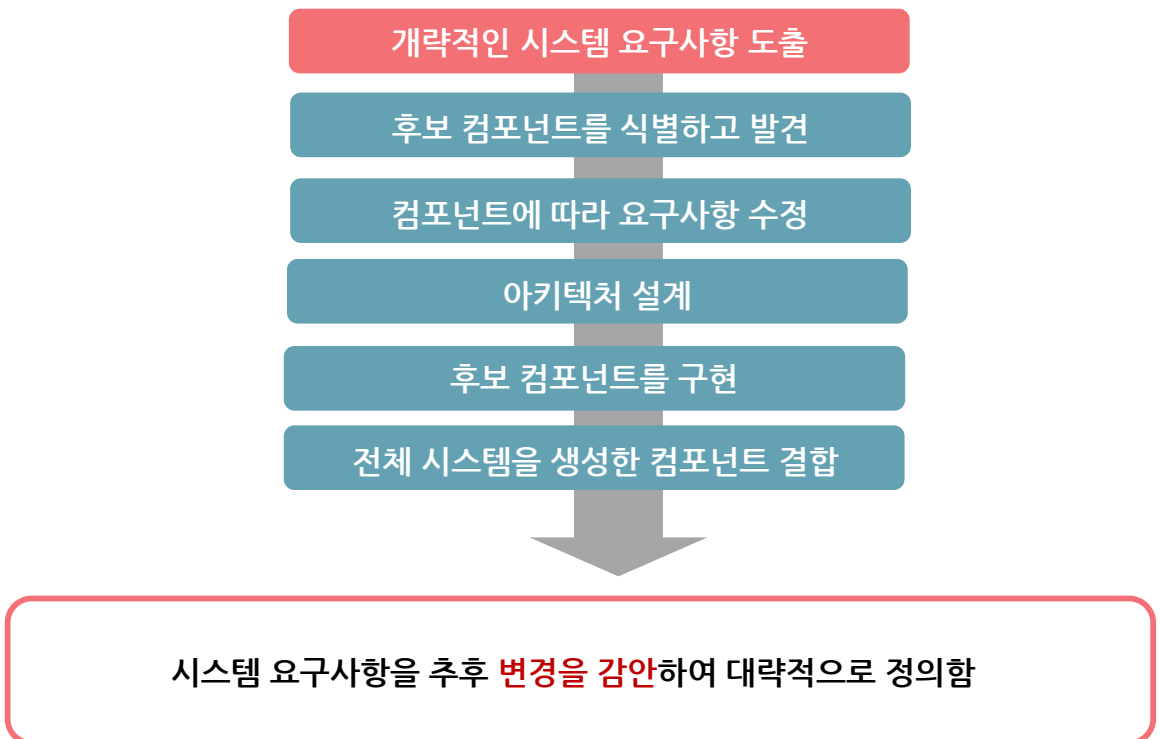 개략적인 시스템 요구사항 도출
후보 컴포넌트를 식별하고 발견
컴포넌트에 따라 요구사항 수정
아키텍처 설계
후보 컴포넌트를 구현
전체 시스템을 생성한 컴포넌트 결합
시스템 요구사항을 추후 변경을 감안하여 대략적으로 정의함